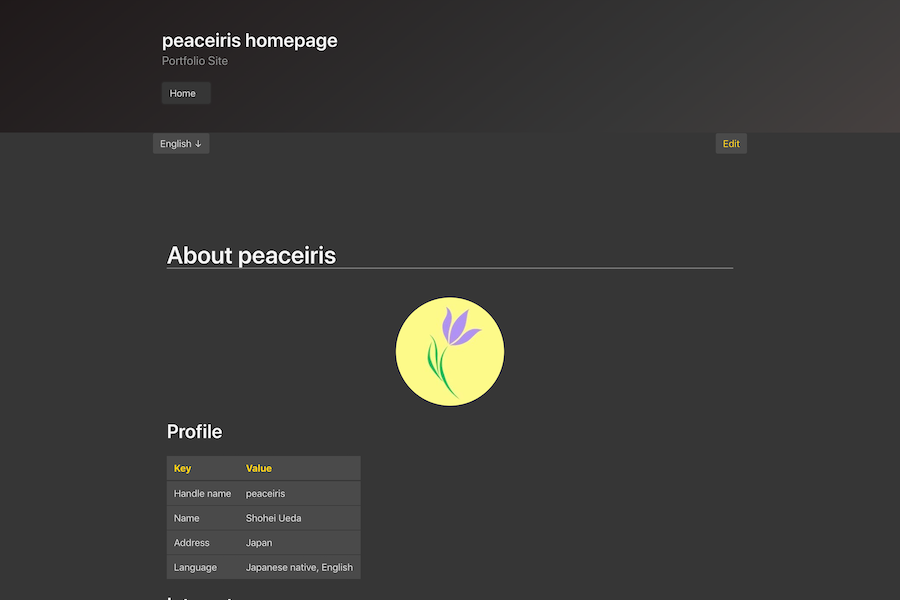 peaceiris homepage
Portfolio Site
Home
English ↓
Edit
About peaceiris
Profile
Key Value
Handle name peaceiris
Name Shohei Ueda
Address Japan
Language Japanese native, English